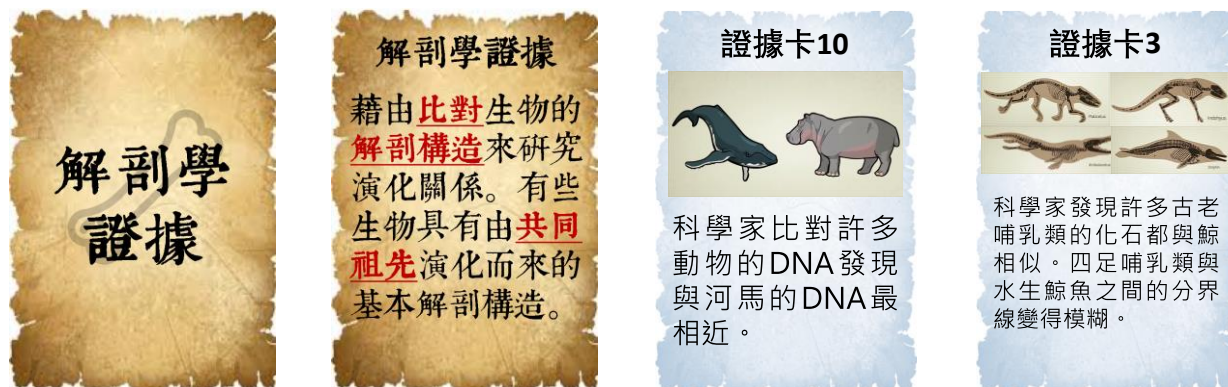 解剖學
證據
解剖學證據
藉由比對生物的
解剖構造來研究
演化關係。有些
生物具有由共同
祖先演化而來的
基本解剖構造。
證據卡10
科學家比對許多
動物的DNA發現
與河馬的DNA最
相近。
證據卡3
科學家發現許多古老
哺乳類的化石都與鯨
相似。四足哺乳類與
水生鯨魚之間的分界
線變得模糊。